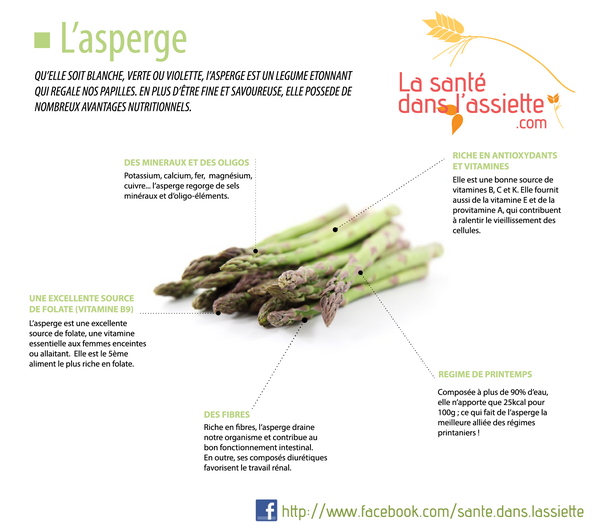 L'asperge
QU'ELLE SOIT BLANCHE, VERTE OU VIOLETTE, l'ASPERGE EST UN LEGUME ETONNANT
QUI REGALE NOS PAPILLES. EN PLUS D'ÊTRE FINE ET SAVOUREUSE, ELLE POSSEDE DE
NOMBREUX AVANTAGES NUTRITIONNELS.
La santé
dans l'assiette
.com
DES MINERAUX ET DES OLIGOS
Potassium, calcium, fer, magnésium,
cuivre... l'asperge regorge de sels
minéraux et d'oligo-éléments.
RICHE EN ANTIOXYDANTS
ET VITAMINES
Elle est une bonne source de
vitamines B, C et K. Elle fournit
aussi de la vitamine E et de la
provitamine A, qui contribuent
à ralentir le vieillissement des
cellules.
UNE EXCELLENTE SOURCE
DE FOLATE (VITAMINE B9)
L'asperge est une excellente
source de folate, une vitamine
essentielle aux femmes enceintes
ou allaitant. Elle est le 5ème
aliment le plus riche en folate.
REGIME DE PRINTEMPS
Composée à plus de 90% d'eau,
elle n'apporte que 25kcal pour
100g ; ce qui fait de l'asperge la
meilleure alliée des régimes
printaniers !
DES FIBRES
Riche en fibres, l'asperge draine
notre organisme et contribue au
bon fonctionnement intestinal.
En outre, ses composés diurétiques
favorisent le travail rénal.
f http://www.facebook.com/sante.dans.lassiette